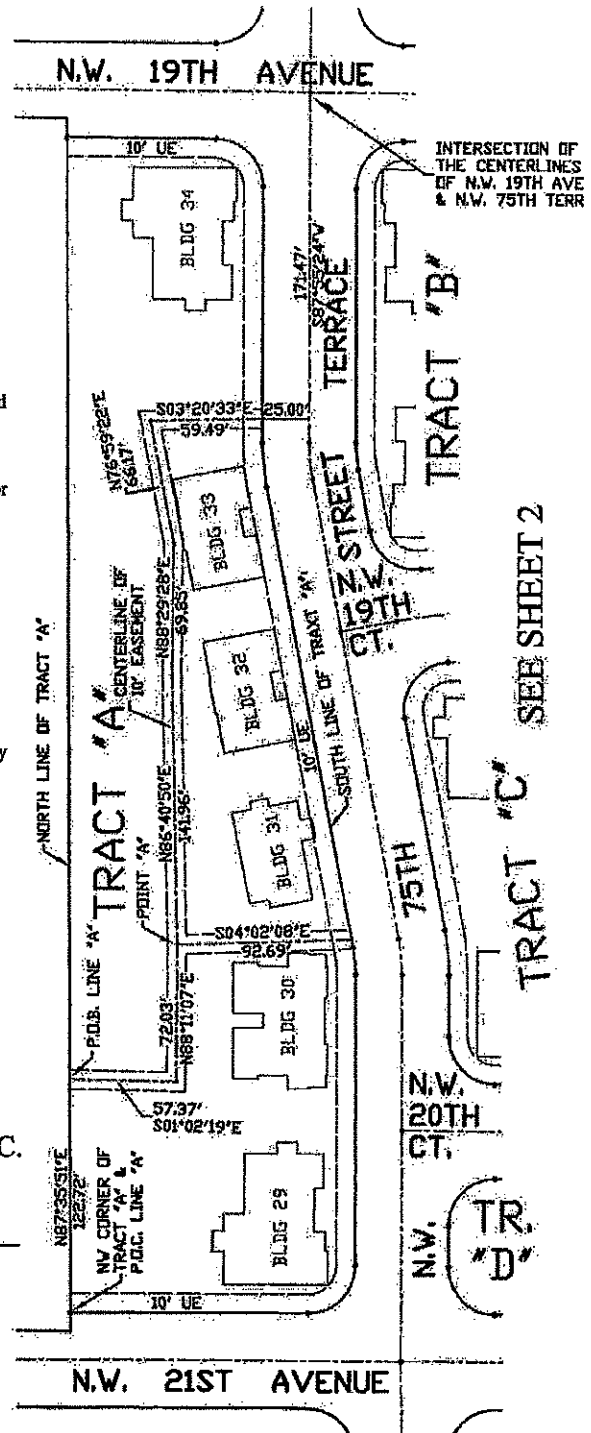 N.W. 19TH AVENUE
INTERSECTION OF
THE CENTERLINES
OF N.W. 19TH AVE
& N.W. 75TH TERR
10' UE
BLDG 34
171.47'
S87°55'24"W
TERRACE
TRACT "B"
S03°20'33"E 25.00'
59.49'
N76°59'22"E
66.17'
BLDG 33
STREET
N.W.
19TH
CT.
SEE SHEET 2
N88°29'28"E
69.85'
CENTERLINE OF
10' EASEMENT
NORTH LINE OF TRACT "A"
TRACT "A"
BLDG 32
10' UE
SOUTH LINE OF TRAXT "A"
N86°40'50"E
141.96'
POINT "A"
BLDG 31
75TH
TRACT "C"
S04°02'08"E
92.69'
P.O.B. LINE "A"
72.03'
N88°11'07"E
BLDG 30
57.37'
S01°02'19"E
N.W.
20TH
CT.
C.
N87°35'51"E
122.72'
NW CORNER OF
TRACT "A" &
P.O.C. LINE "A"
BLDG 29
N.W.
TR.
"D"
10' UE
N.W. 21ST AVENUE